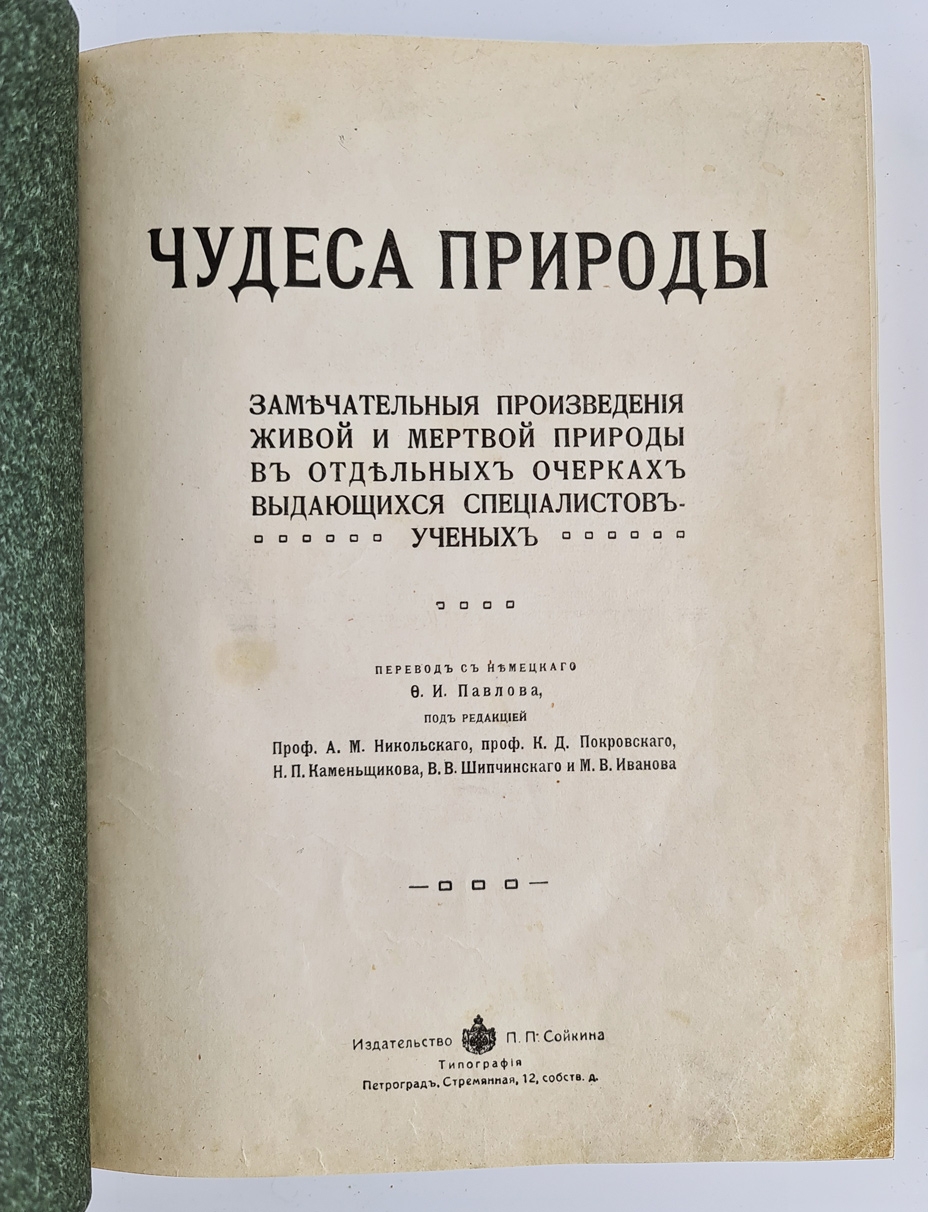 ЧУДЕСА ПРИРОДЫ
ЗАМѢЧАТЕЛЬНЫЯ ПРОИЗВЕДЕНІЯ
ЖИВОЙ И МЕРТВОЙ ПРИРОДЫ
ВЪ ОТДѢЛЬНЫХЪ ОЧЕРКАХЪ
ВЫДАЮЩИХСЯ СПЕЦІАЛИСТОВЪ-
УЧЕНЫХЪ
ПЕРЕВОДЪ СЪ НѢМЕЦКАГО
Ѳ. И. Павлова,
ПОДЪ РЕДАКЦІЕЙ
Проф. А. М. Никольскаго, проф. К. Д. Покровскаго,
Н. П. Каменьщикова, В. В. Шипчинскаго и М. В. Иванова
Издательство П. П. Сойкина
Типографія
Петроградъ, Стремянная, 12, собств. д.